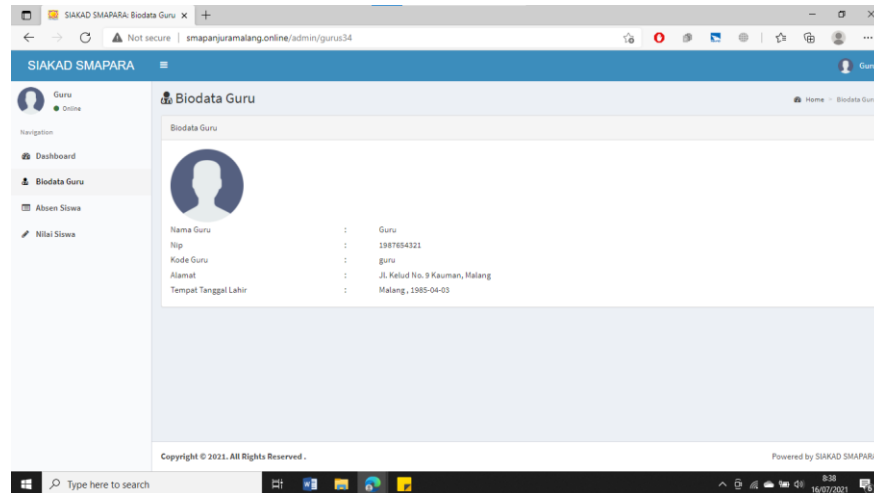 SIAKAD SMAPARA: Biodata Guru
Not secure smapanjuramalang.online/admin/gurus34
SIAKAD SMAPARA
Guru
Online
Navigation
Dashboard
Biodata Guru
Absen Siswa
Nilai Siswa
Biodata Guru
Home
Biodata Guru
Nama Guru : Guru
Nip : 1987654321
Kode Guru : guru
Alamat : Jl. Kelud No. 9 Kauman, Malang
Tempat Tanggal Lahir : Malang , 1985-04-03
Copyright © 2021. All Rights Reserved .
Powered by SIAKAD SMAPAR
Type here to search
8:38
16/07/2021